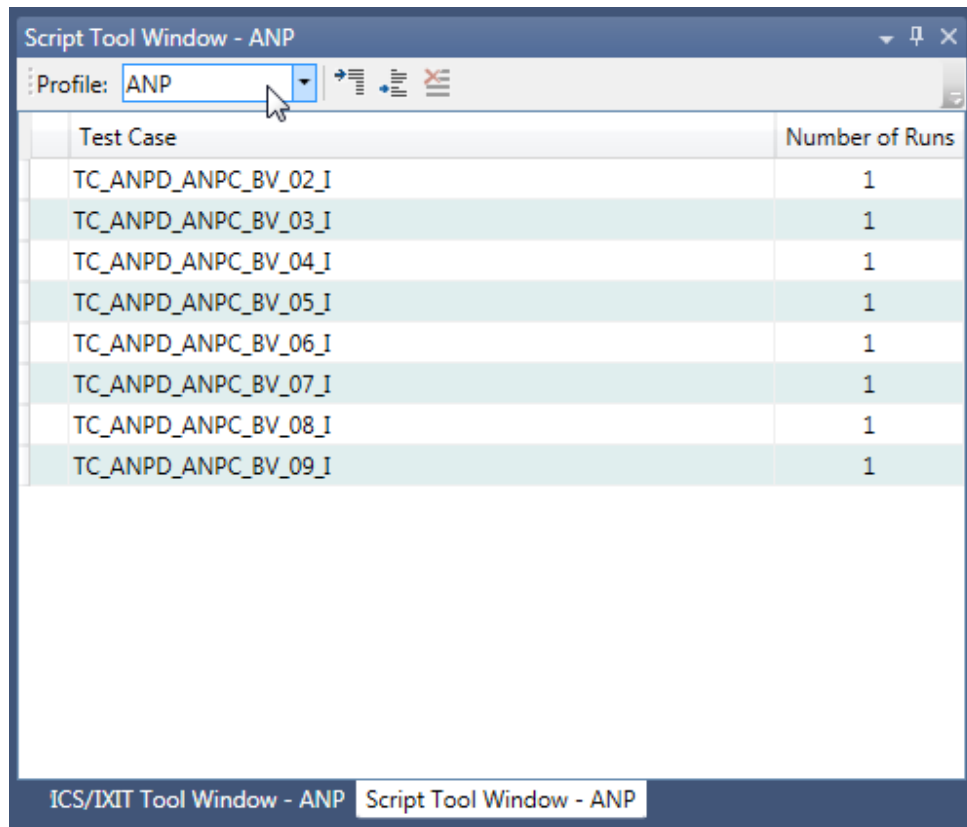 Script Tool Window - ANP
Profile: ANP
Test Case Number of Runs
TC_ANPD_ANPC_BV_02_I 1
TC_ANPD_ANPC_BV_03_I 1
TC_ANPD_ANPC_BV_04_I 1
TC_ANPD_ANPC_BV_05_I 1
TC_ANPD_ANPC_BV_06_I 1
TC_ANPD_ANPC_BV_07_I 1
TC_ANPD_ANPC_BV_08_I 1
TC_ANPD_ANPC_BV_09_I 1
ICS/IXIT Tool Window - ANP Script Tool Window - ANP